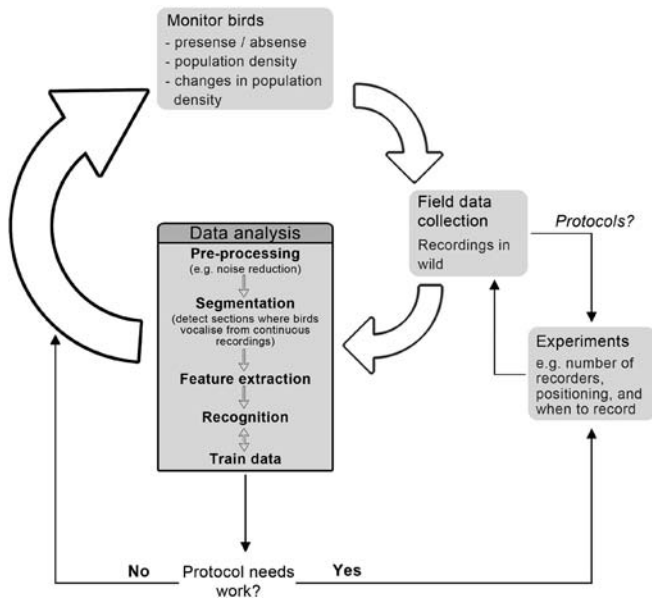 Monitor birds
- presense / absense
- population density
- changes in population
density
Field data
collection
Recordings in
wild
Protocols?
Experiments
e.g. number of
recorders,
positioning, and
when to record
Data analysis
Pre-processing
(e.g. noise reduction)
Segmentation
(detect sections where birds
vocalise from continuous
recordings)
Feature extraction
Recognition
Train data
No
Protocol needs
work?
Yes